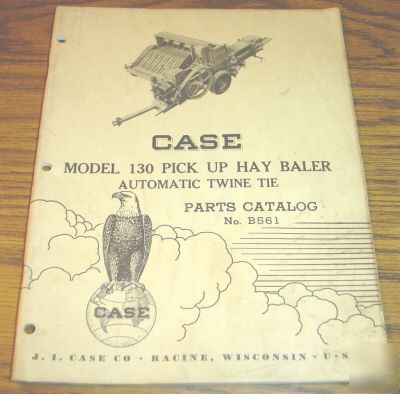 CASE
MODEL 130 PICK UP HAY BALER
AUTOMATIC TWINE TIE
PARTS CATALOG
No. B561
CASE
J. I. CASE CO · RACINE, WISCONSIN · U · S